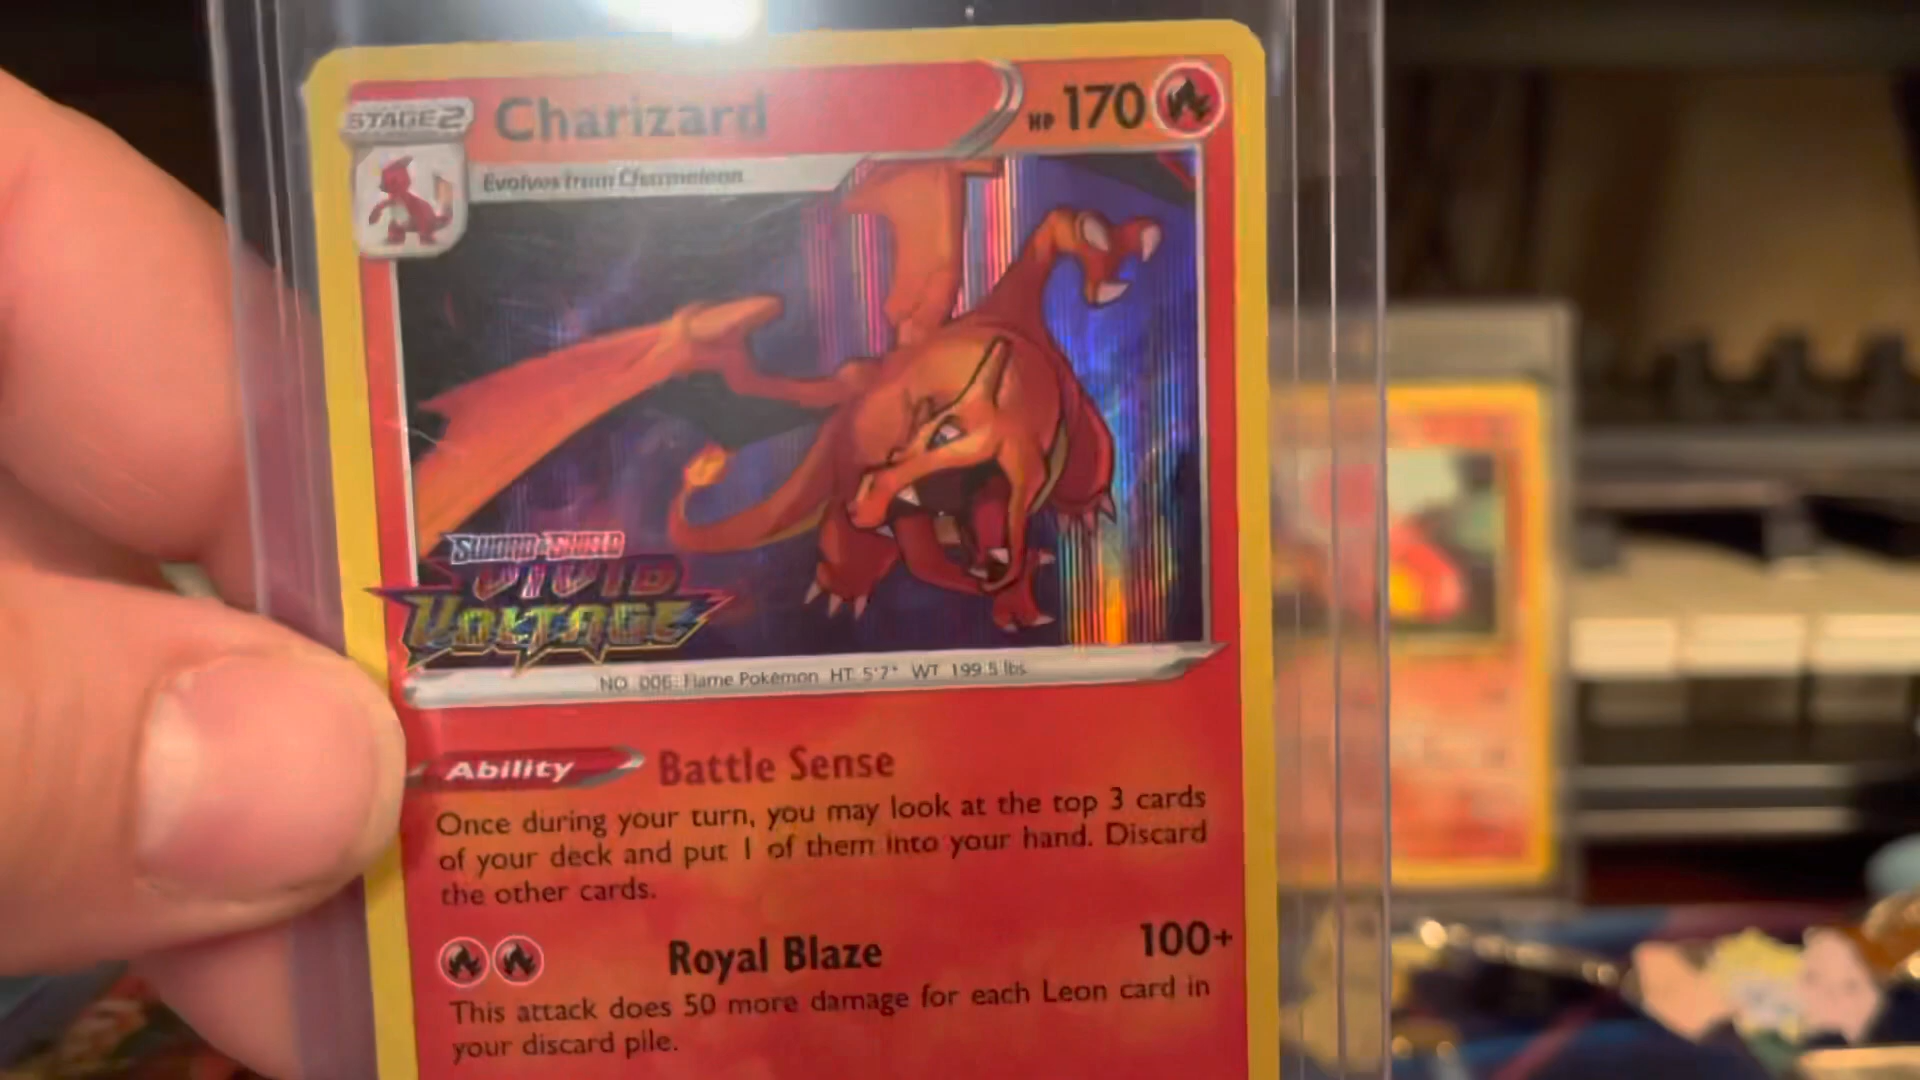 STAGE 2 Charizard HP 170
Evolves from Charmeleon
SWORD & SHIELD
VIVID
VOLTAGE
NO. 006 Flame Pokémon HT 5'7" WT 199.5 lbs
Ability Battle Sense
Once during your turn, you may look at the top 3 cards
of your deck and put 1 of them into your hand. Discard
the other cards.
Royal Blaze 100+
This attack does 50 more damage for each Leon card in
your discard pile.